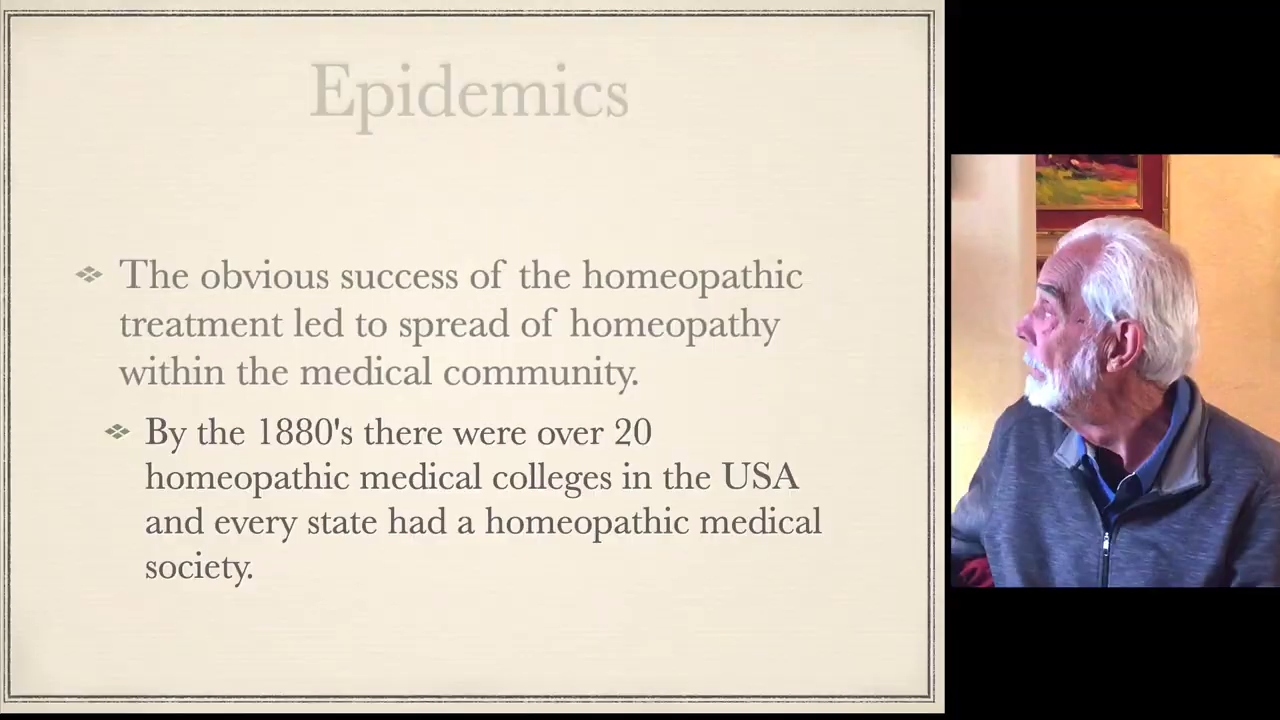 Epidemics
The obvious success of the homeopathic
treatment led to spread of homeopathy
within the medical community.
By the 1880's there were over 20
homeopathic medical colleges in the USA
and every state had a homeopathic medical
society.